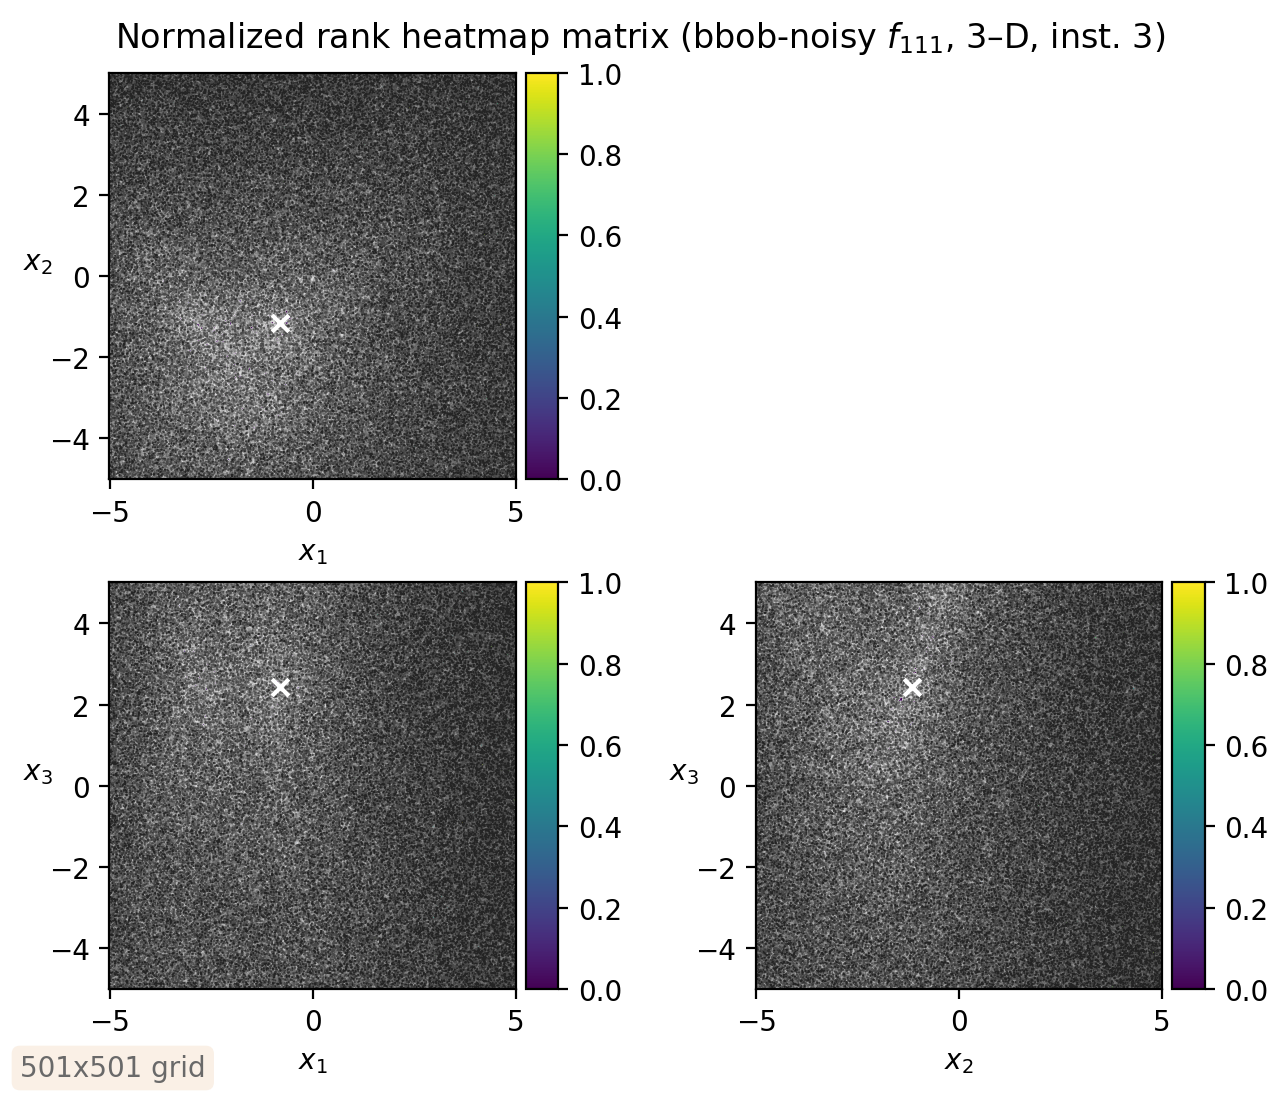 Normalized rank heatmap matrix (bbob-noisy f₁₁₁, 3–D, inst. 3)
1.0
4
0.8
2
0.6
x₂ 0
0.4
−2
0.2
−4
0.0
−5 0 5
x₁
1.0 1.0
4 4
0.8 0.8
2 2
0.6 0.6
x₃ 0 x₃ 0
0.4 0.4
−2 −2
0.2 0.2
−4 −4
0.0 0.0
−5 0 5 −5 0 5
501x501 grid x₁ x₂